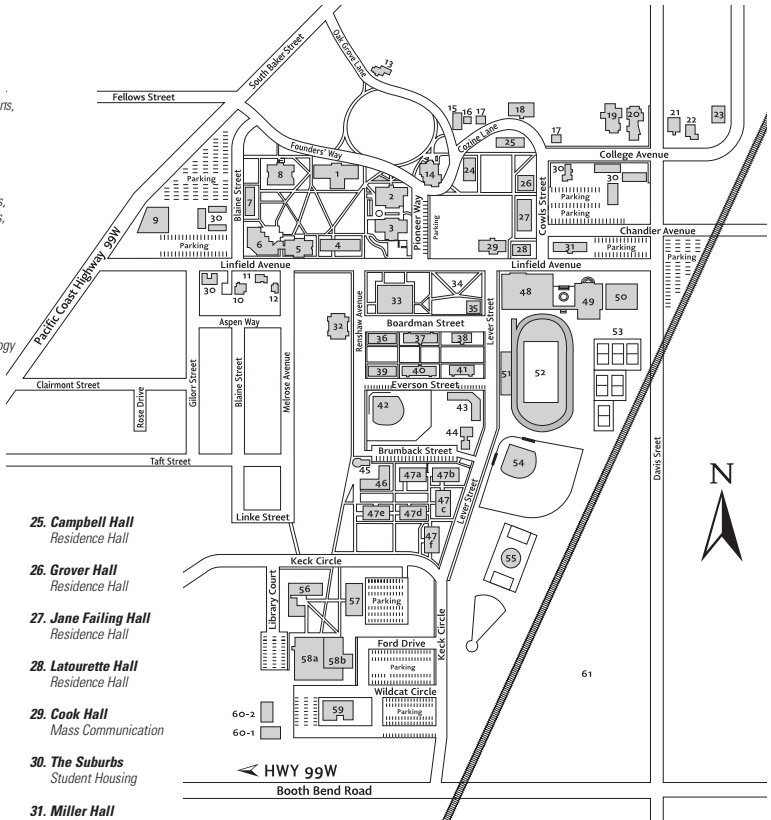 South Baker Street
Oak Grove Lane
13
Fellows Street
ns,
15
16
17
18
19
20
21
22
23
Cozine Lane
25
17
College Avenue
Founders' Way
Parking
8
1
14
24
30
30
s,
s,
Blaine Street
7
2
26
Cowls Street
Parking
Parking
9
30
Pioneer Way
Parking
3
27
Chandler Avenue
Parking
6
5
4
29
28
31
Parking
Parking
Linfield Avenue
Linfield Avenue
Pacific Coast Highway 99W
30
11
10
12
33
34
35
48
49
50
Renshaw Avenue
Lever Street
Aspen Way
32
Boardman Street
53
36
37
38
ogy
39
40
41
51
52
Clairmont Street
Rose Drive
Gilorr Street
Blaine Street
Melrose Avenue
Everson Street
42
43
44
Brumback Street
Taft Street
45
46
47a
47b
54
Davis Sreet
N
47e
47d
47
c
Lever Street
Linke Street
47
f
55
25. Campbell Hall
Residence Hall
26. Grover Hall
Residence Hall
27. Jane Failing Hall
Residence Hall
28. Latourette Hall
Residence Hall
29. Cook Hall
Mass Communication
30. The Suburbs
Student Housing
31. Miller Hall
Keck Circle
Library Court
56
57
Parking
Keck Circle
Ford Drive
58a
58b
Parking
61
Wildcat Circle
60-2
59
Parking
60-1
HWY 99W
Booth Bend Road